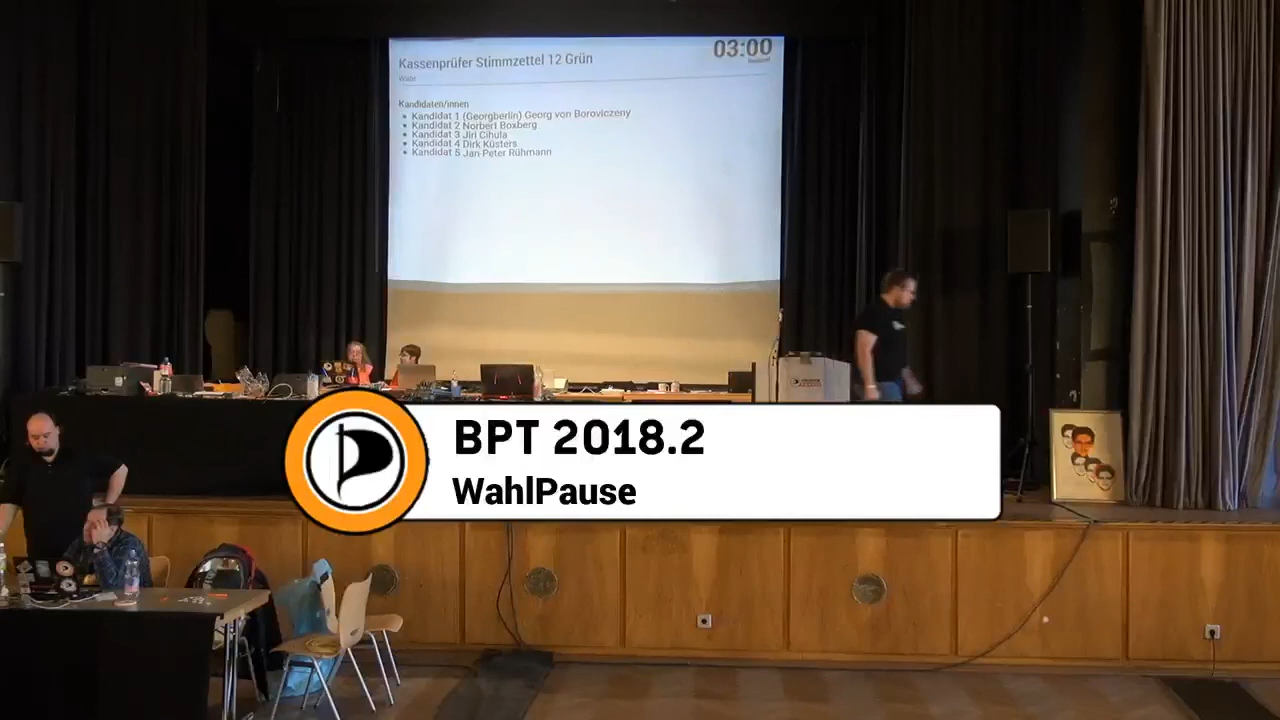 Kassenprüfer Stimmzettel 12 Grün
03:00
Wahl
Kandidaten/innen
Kandidat 1 (Georgberlin) Georg von Boroviczeny
Kandidat 2 Norbert Boxberg
Kandidat 3 Jiri Cihula
Kandidat 4 Dirk Küsters
Kandidat 5 Jan-Peter Rühmann
BPT 2018.2
WahlPause